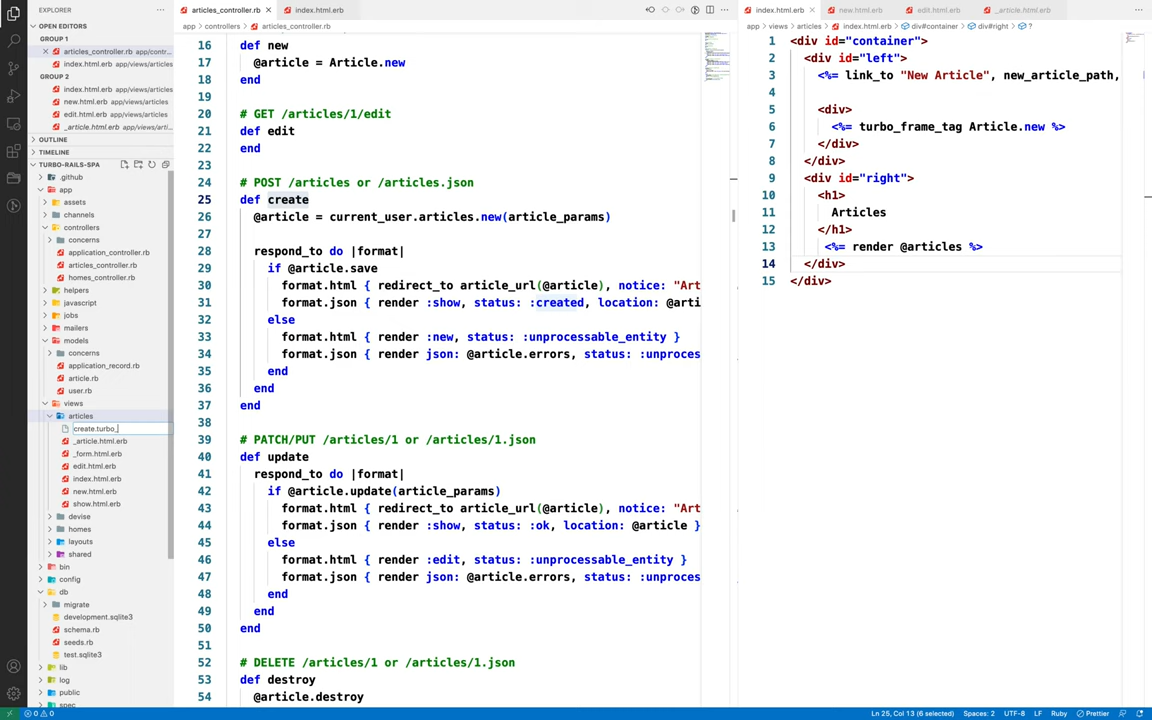 EXPLORER
OPEN EDITORS
GROUP 1
articles_controller.rb app/contr...
index.html.erb app/views/articles
GROUP 2
index.html.erb app/views/articles
new.html.erb app/views/articles
edit.html.erb app/views/articles
_article.html.erb app/views/arti...
OUTLINE
TIMELINE
TURBO-RAILS-SPA
.github
app
assets
channels
controllers
concerns
application_controller.rb
articles_controller.rb
homes_controller.rb
helpers
javascript
jobs
mailers
models
concerns
application_record.rb
article.rb
user.rb
views
articles
create.turbo_
_article.html.erb
_form.html.erb
edit.html.erb
index.html.erb
new.html.erb
show.html.erb
devise
homes
layouts
shared
bin
config
db
migrate
development.sqlite3
schema.rb
seeds.rb
test.sqlite3
lib
log
public
spec
articles_controller.rb index.html.erb
app > controllers > articles_controller.rb
16 def new
17 @article = Article.new
18 end
19
20 # GET /articles/1/edit
21 def edit
22 end
23
24 # POST /articles or /articles.json
25 def create
26 @article = current_user.articles.new(article_params)
27
28 respond_to do |format|
29 if @article.save
30 format.html { redirect_to article_url(@article), notice: "Art
31 format.json { render :show, status: :created, location: @arti
32 else
33 format.html { render :new, status: :unprocessable_entity }
34 format.json { render json: @article.errors, status: :unproces
35 end
36 end
37 end
38
39 # PATCH/PUT /articles/1 or /articles/1.json
40 def update
41 respond_to do |format|
42 if @article.update(article_params)
43 format.html { redirect_to article_url(@article), notice: "Art
44 format.json { render :show, status: :ok, location: @article }
45 else
46 format.html { render :edit, status: :unprocessable_entity }
47 format.json { render json: @article.errors, status: :unproces
48 end
49 end
50 end
51
52 # DELETE /articles/1 or /articles/1.json
53 def destroy
54 @article.destroy
index.html.erb new.html.erb edit.html.erb _article.html.erb
app > views > articles > index.html.erb > div#container > div#right > ?
1 <div id="container">
2 <div id="left">
3 <%= link_to "New Article", new_article_path,
4
5 <div>
6 <%= turbo_frame_tag Article.new %>
7 </div>
8 </div>
9 <div id="right">
10 <h1>
11 Articles
12 </h1>
13 <%= render @articles %>
14 </div>
15 </div>
0 0 Ln 25, Col 13 (6 selected) Spaces: 2 UTF-8 LF Ruby Prettier